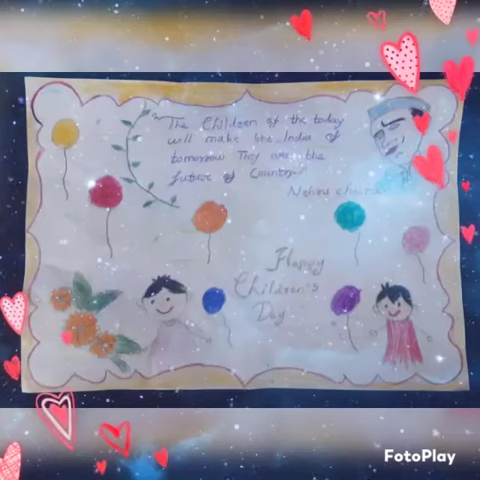 The Children of the today
will make the India of
tomorrow They are the
future of Country"
Nehru chacha
Happy
Children's
Day
FotoPlay